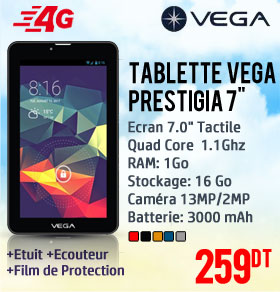 4G
VEGA
TABLETTE VEGA
PRESTIGIA 7"
Ecran 7.0" Tactile
Quad Core 1.1Ghz
RAM: 1Go
Stockage: 16 Go
Caméra 13MP/2MP
Batterie: 3000 mAh
VEGA
+Etuit +Ecouteur
+Film de Protection
259DT